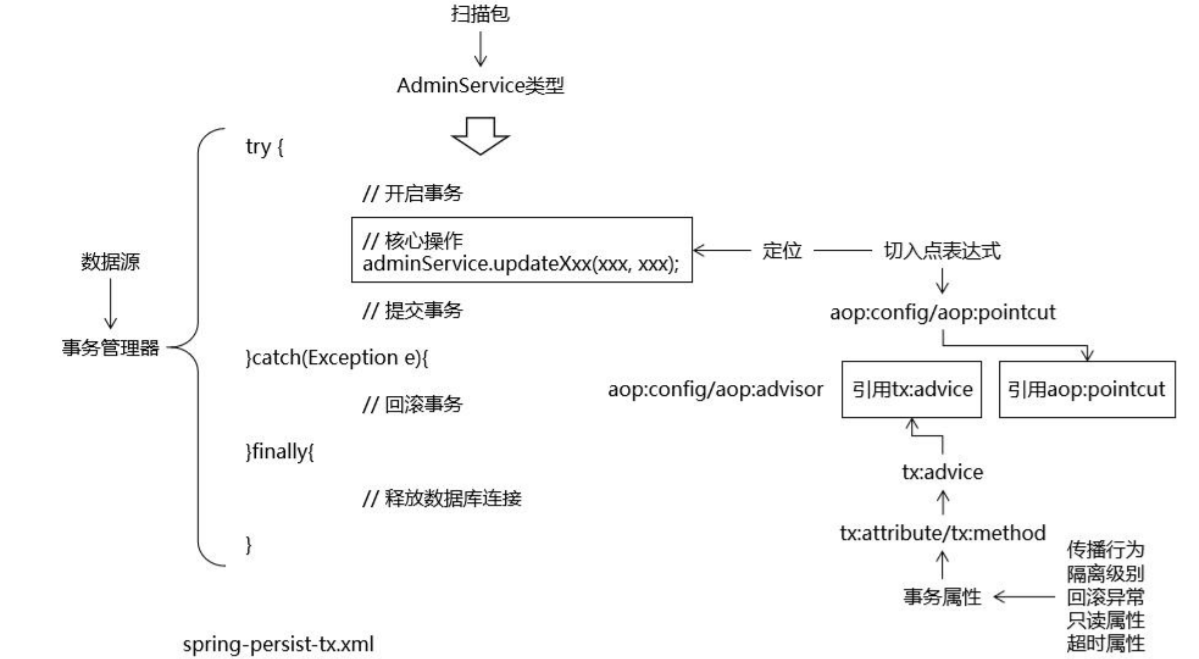 扫描包
AdminService类型
try {
// 开启事务
// 核心操作
adminService.updateXxx(xxx, xxx);
定位
切入点表达式
数据源
// 提交事务
aop:config/aop:pointcut
事务管理器
}catch(Exception e){
aop:config/aop:advisor
引用tx:advice
引用aop:pointcut
// 回滚事务
}finally{
tx:advice
// 释放数据库连接
tx:attribute/tx:method
}
传播行为
隔离级别
事务属性
回滚异常
只读属性
超时属性
spring-persist-tx.xml